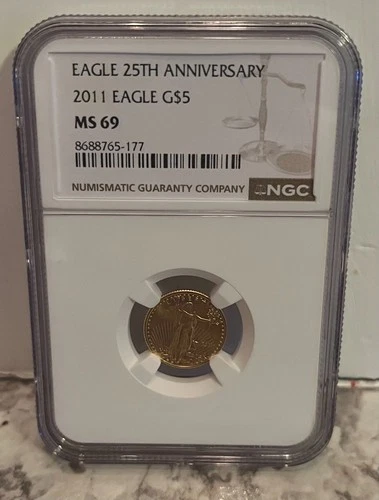 EAGLE 25TH ANNIVERSARY
2011 EAGLE G$5
MS 69
8688765-177
NUMISMATIC GUARANTY COMPANY NGC